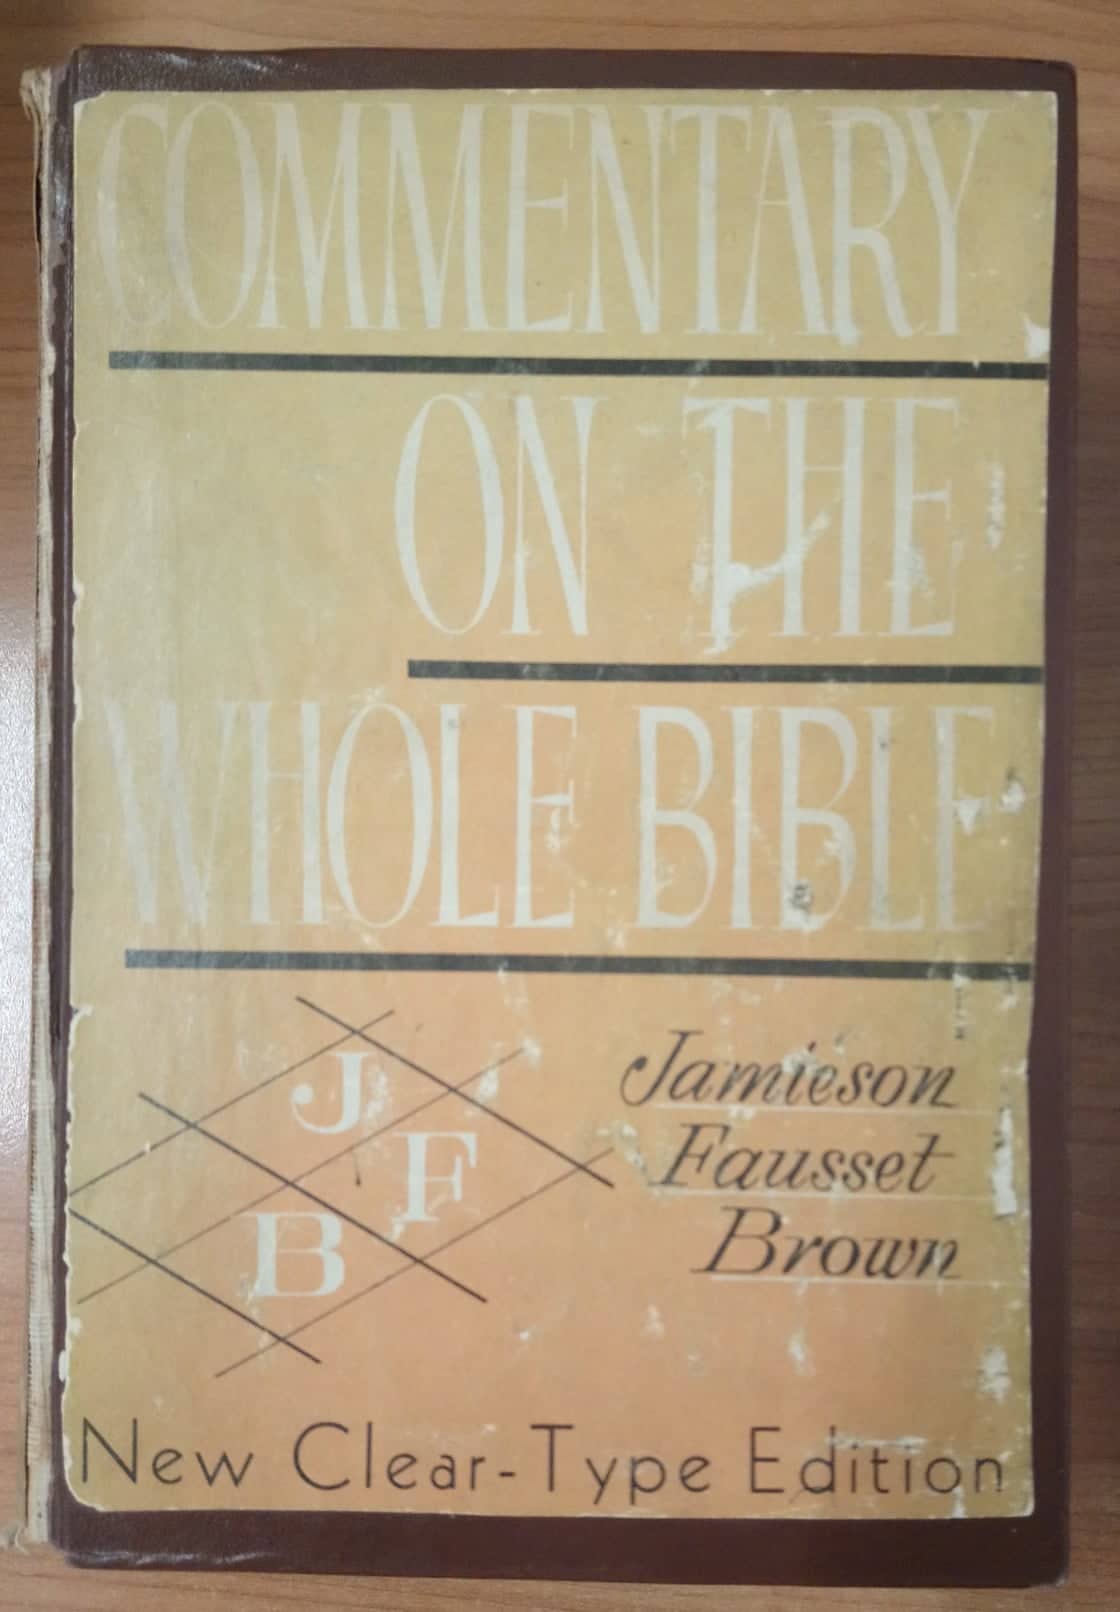 COMMENTARY
ON THE
WHOLE BIBLE
J
F
B
Jamieson
Fausset
Brown
New Clear-Type Edition